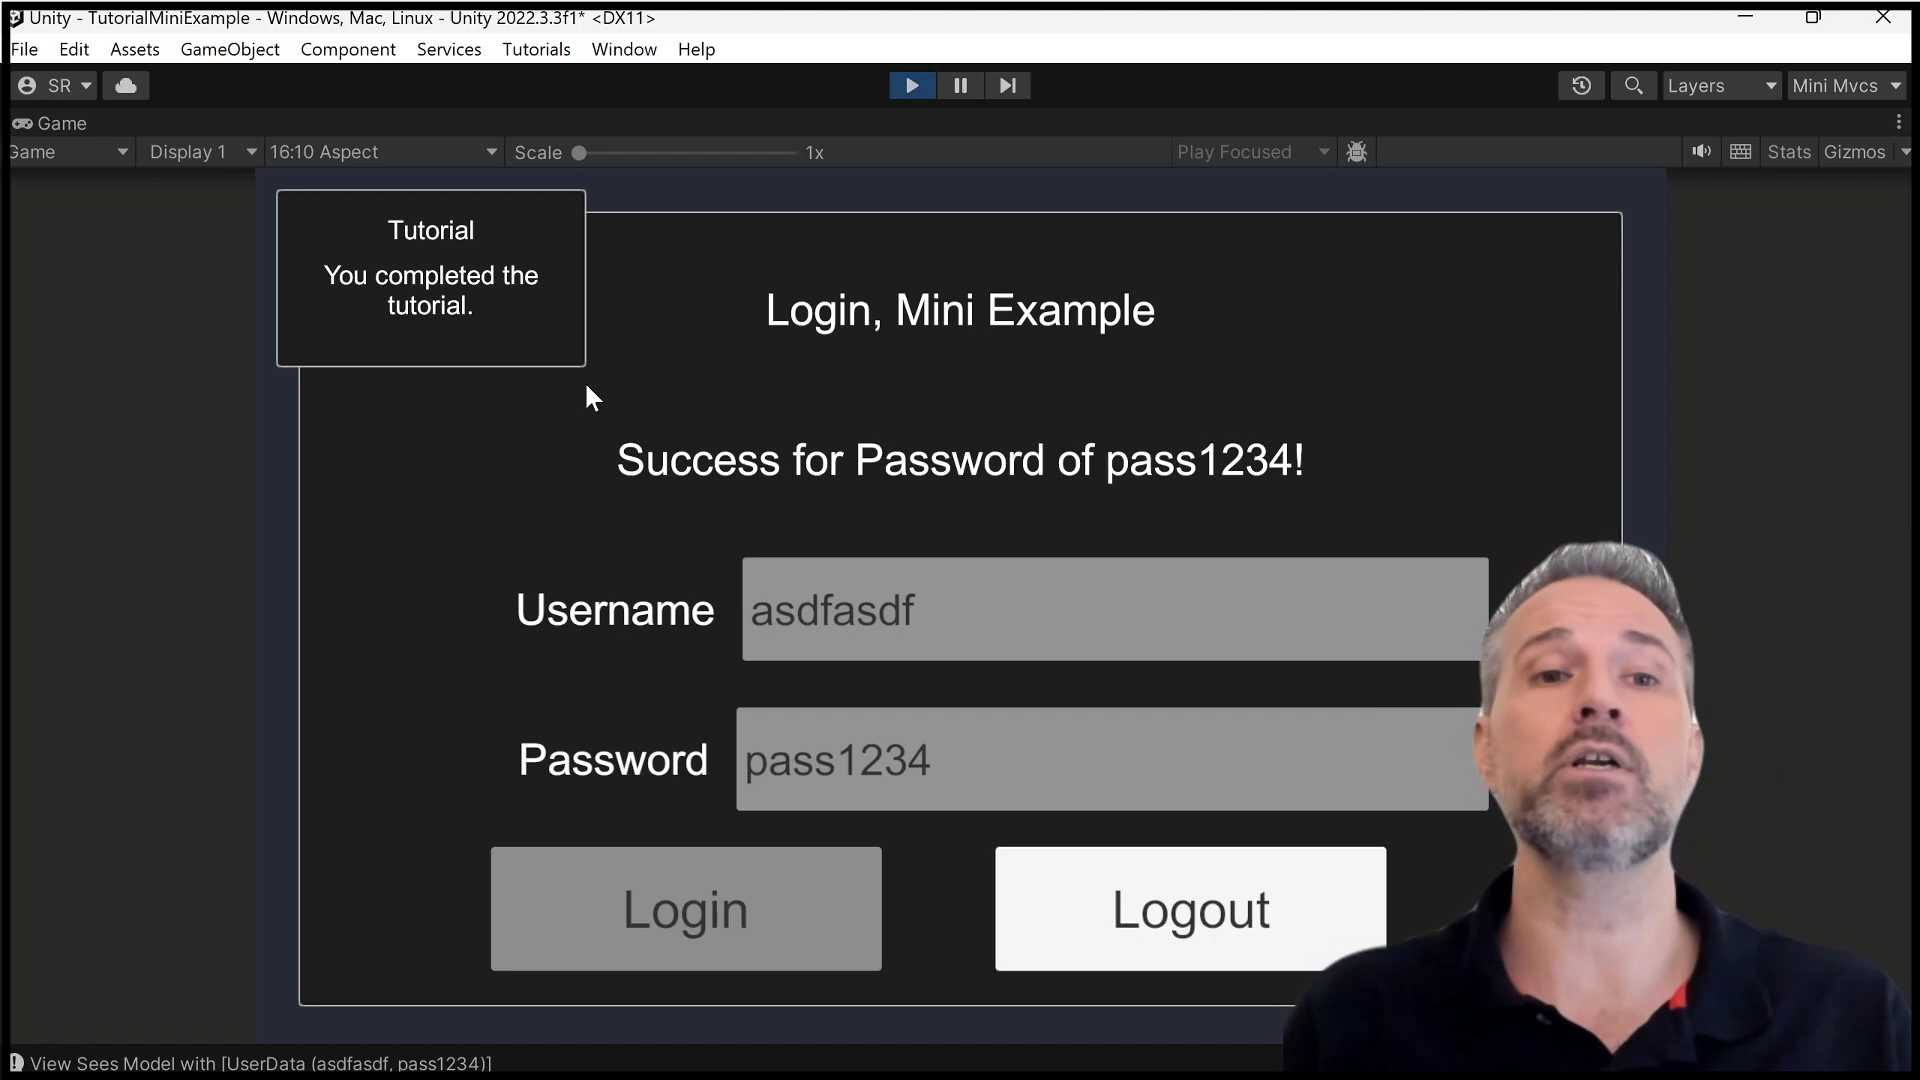 Unity - TutorialMiniExample - Windows, Mac, Linux - Unity 2022.3.3f1* <DX11>
File Edit Assets GameObject Component Services Tutorials Window Help
SR Layers Mini Mvcs
Game
Game Display 1 16:10 Aspect Scale 1x Play Focused Stats Gizmos
Tutorial
You completed the
tutorial.
Login, Mini Example
Success for Password of pass1234!
Username asdfasdf
Password pass1234
Login Logout
View Sees Model with [UserData (asdfasdf, pass1234)]